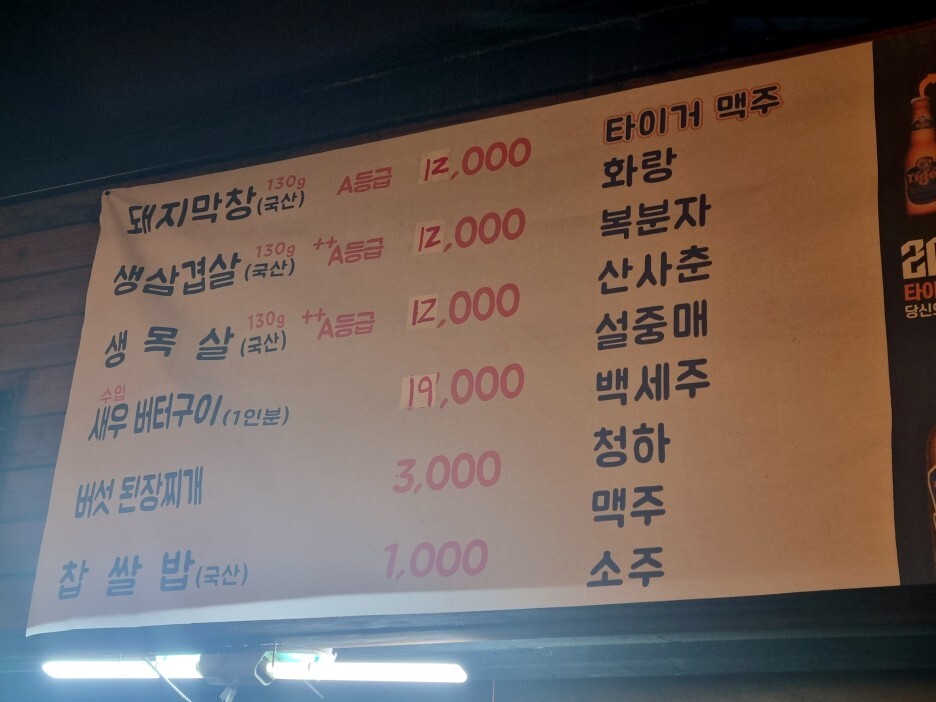 돼지막창(국산) 130g A등급 12,000
생삼겹살(국산) 130g ++A등급 12,000
생 목 살(국산) 130g ++A등급 12,000
수입
새우 버터구이(1인분) 19,000
버섯 된장찌개 3,000
찹 쌀 밥(국산) 1,000
타이거 맥주
화랑
복분자
산사춘
설중매
백세주
청하
맥주
소주
Tiger
타이